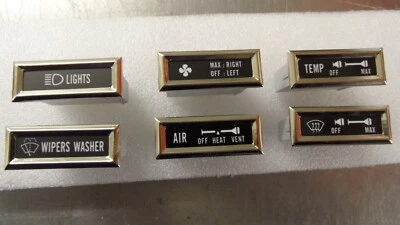 LIGHTS
MAX : RIGHT
OFF : LEFT
TEMP
OFF MAX
WIPERS WASHER
AIR
OFF HEAT VENT
OFF MAX